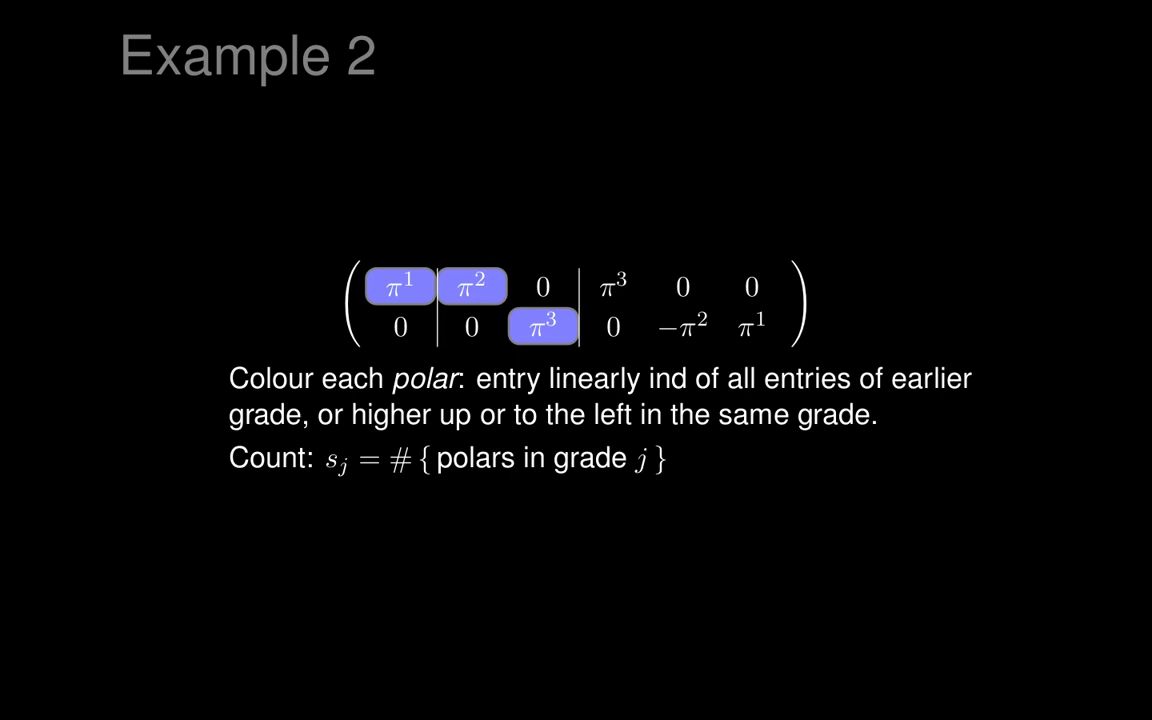 Example 2
( π¹ | π² 0 | π³ 0 0 )
( 0 | 0 π³ | 0 −π² π¹ )
Colour each polar: entry linearly ind of all entries of earlier
grade, or higher up or to the left in the same grade.
Count: sⱼ = # { polars in grade j }